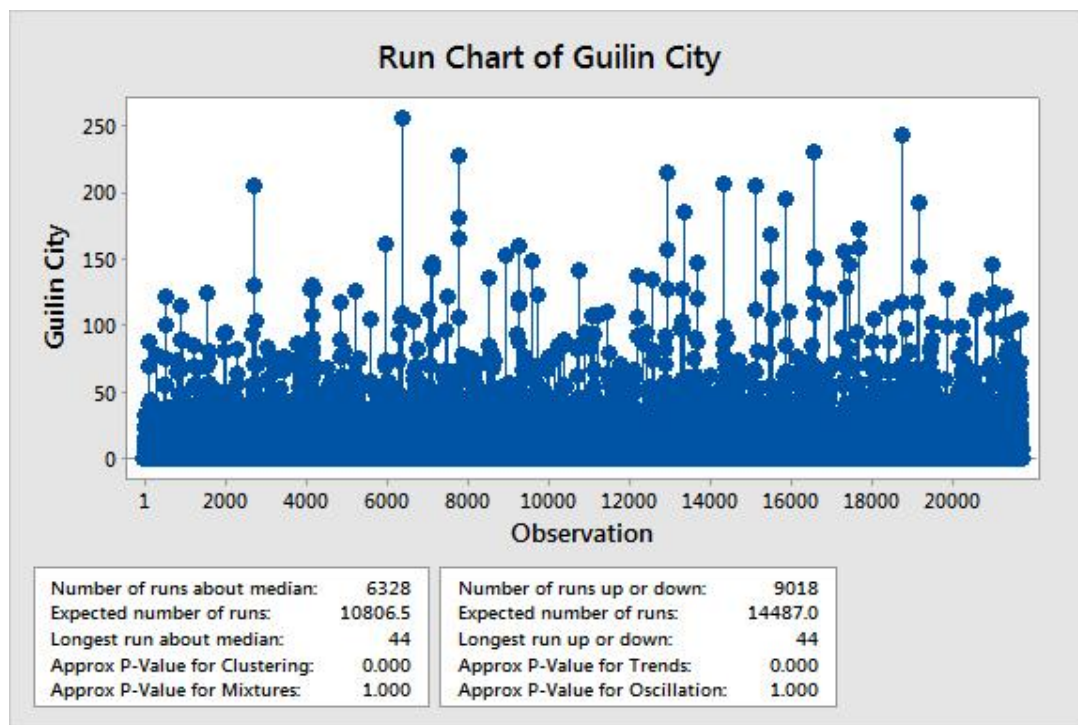 Run Chart of Guilin City
Guilin City
250
200
150
100
50
0
1 2000 4000 6000 8000 10000 12000 14000 16000 18000 20000
Observation
Number of runs about median: 6328
Expected number of runs: 10806.5
Longest run about median: 44
Approx P-Value for Clustering: 0.000
Approx P-Value for Mixtures: 1.000
Number of runs up or down: 9018
Expected number of runs: 14487.0
Longest run up or down: 44
Approx P-Value for Trends: 0.000
Approx P-Value for Oscillation: 1.000